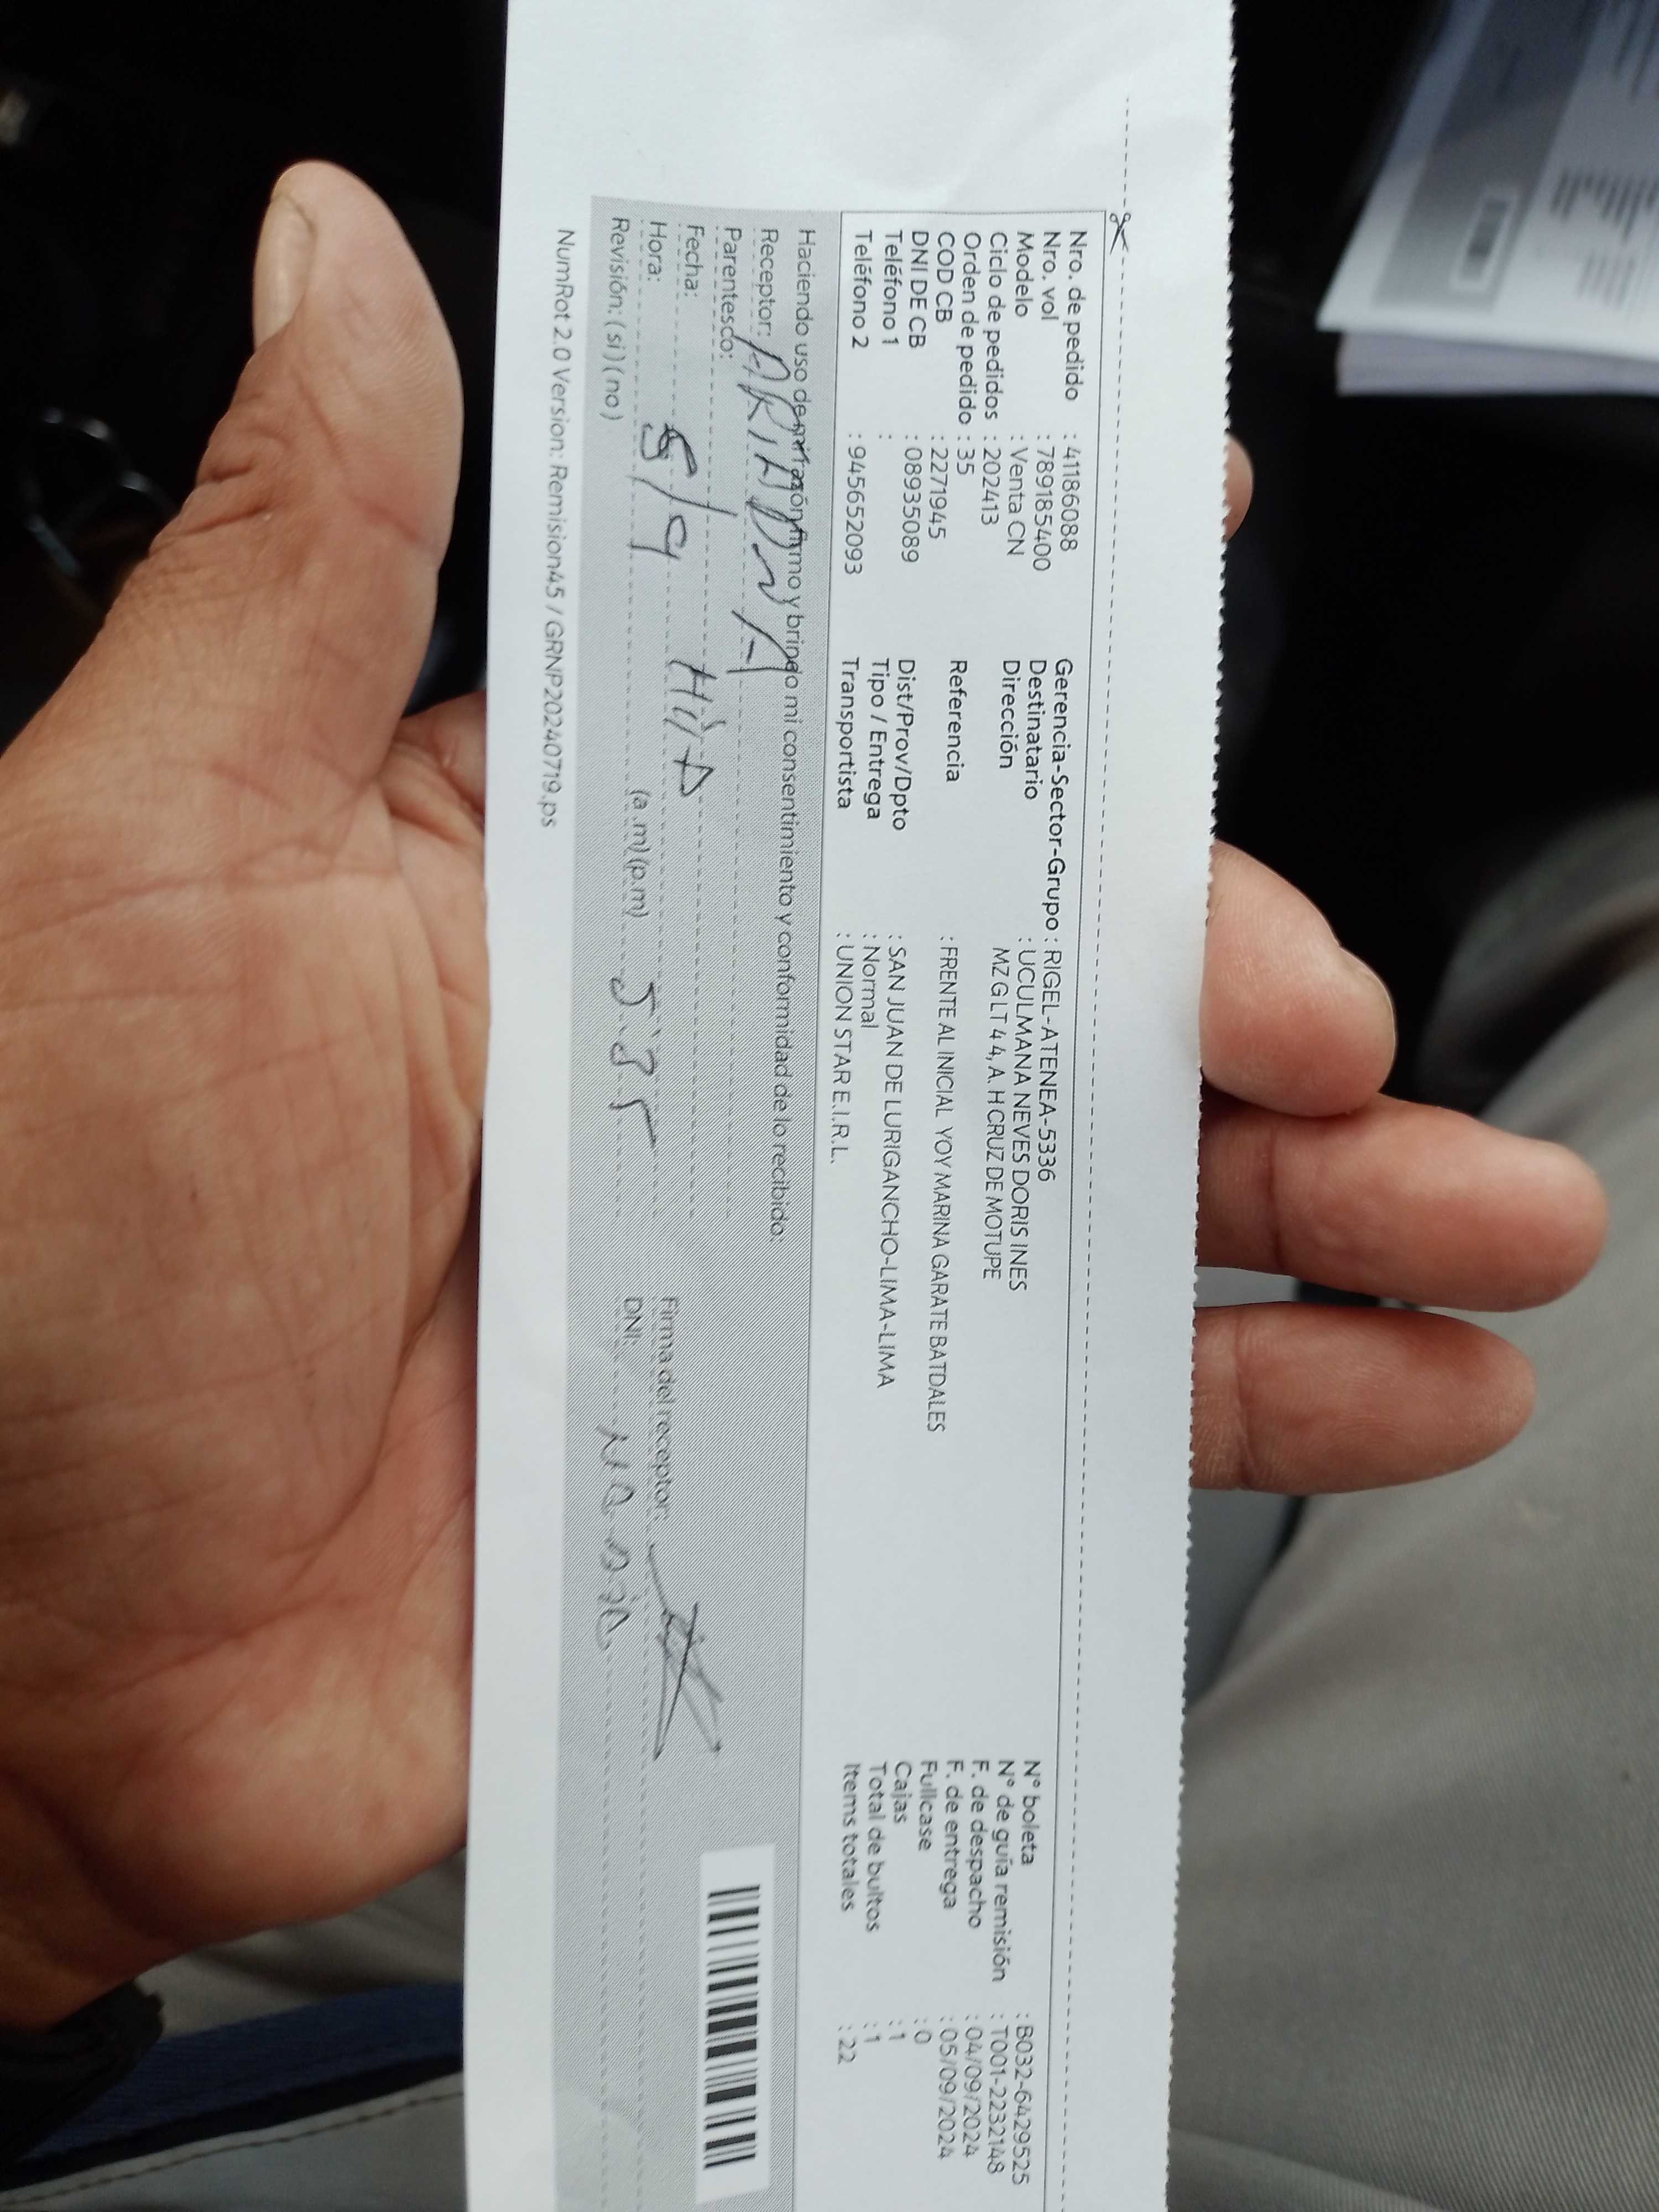 Nro. de pedido : 41186088
Nro. vol : 789185400
Modelo : Venta CN
Ciclo de pedidos : 202413
Orden de pedido : 35
COD CB : 2271945
DNI DE CB : 08935089
Teléfono 1 :
Teléfono 2 : 945652093
Gerencia-Sector-Grupo : RIGEL-ATENEA-5336
Destinatario : UCULMANA NEVES DORIS INES
Dirección MZ G LT 4 4, A. H CRUZ DE MOTUPE
Referencia : FRENTE AL INICIAL YOY MARINA GARATE BATDALES
Dist/Prov/Dpto : SAN JUAN DE LURIGANCHO-LIMA-LIMA
Tipo / Entrega : Normal
Transportista : UNION STAR E.I.R.L.
N° boleta : B032-6429525
N° de guía remisión : T001-2232148
F. de despacho : 04/09/2024
F. de entrega : 05/09/2024
Fullcase : 0
Cajas : 1
Total de bultos : 1
Items totales : 22
Haciendo uso de mi razón firmo y brindo mi consentimiento y conformidad de lo recibido:
Receptor:
Parentesco:
Fecha: 5/9
Hora: (a.m) (p.m)
Revisión: ( si ) ( no )
Firma del receptor:
DNI:
NumRot 2.0 Version: Remision45 / GRNP20240719.ps